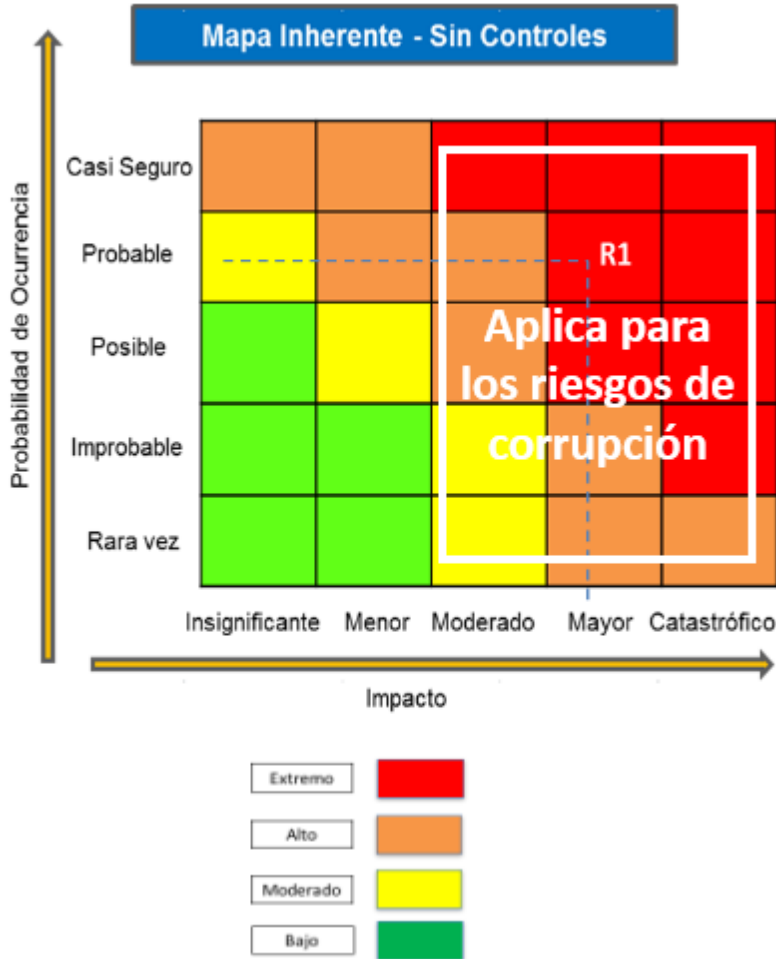 Mapa Inherente - Sin Controles
Probabilidad de Ocurrencia
Casi Seguro
Probable
R1
Posible
Aplica para
los riesgos de
corrupción
Improbable
Rara vez
Insignificante Menor Moderado Mayor Catastrófico
Impacto
Extremo
Alto
Moderado
Bajo